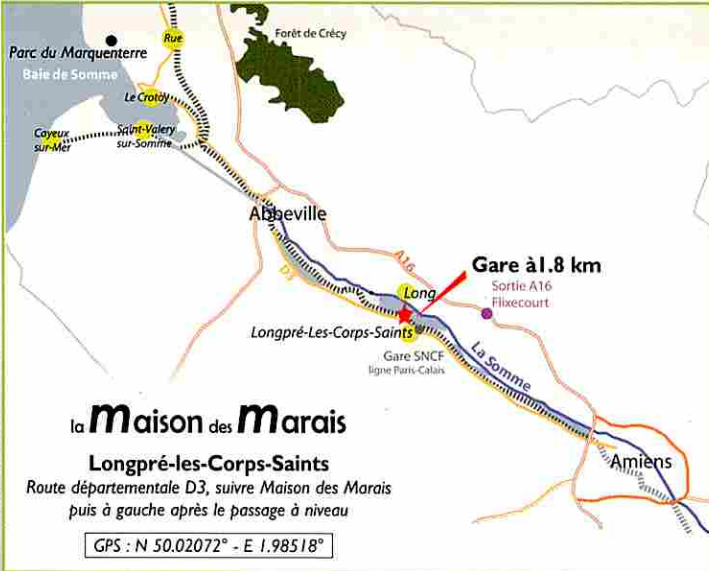 Forêt de Crécy
Rue
Parc du Marquenterre
Baie de Somme
Le Crotoy
Cayeux
sur-Mer
Saint-Valery
sur-Somme
Abbeville
A16
D3
Gare à1.8 km
Sortie A16
Flixecourt
Long
Longpré-Les-Corps-Saints
Gare SNCF
ligne Paris-Calais
La Somme
Amiens
la maison des marais
Longpré-les-Corps-Saints
Route départementale D3, suivre Maison des Marais
puis à gauche après le passage à niveau
GPS : N 50.02072° - E 1.98518°